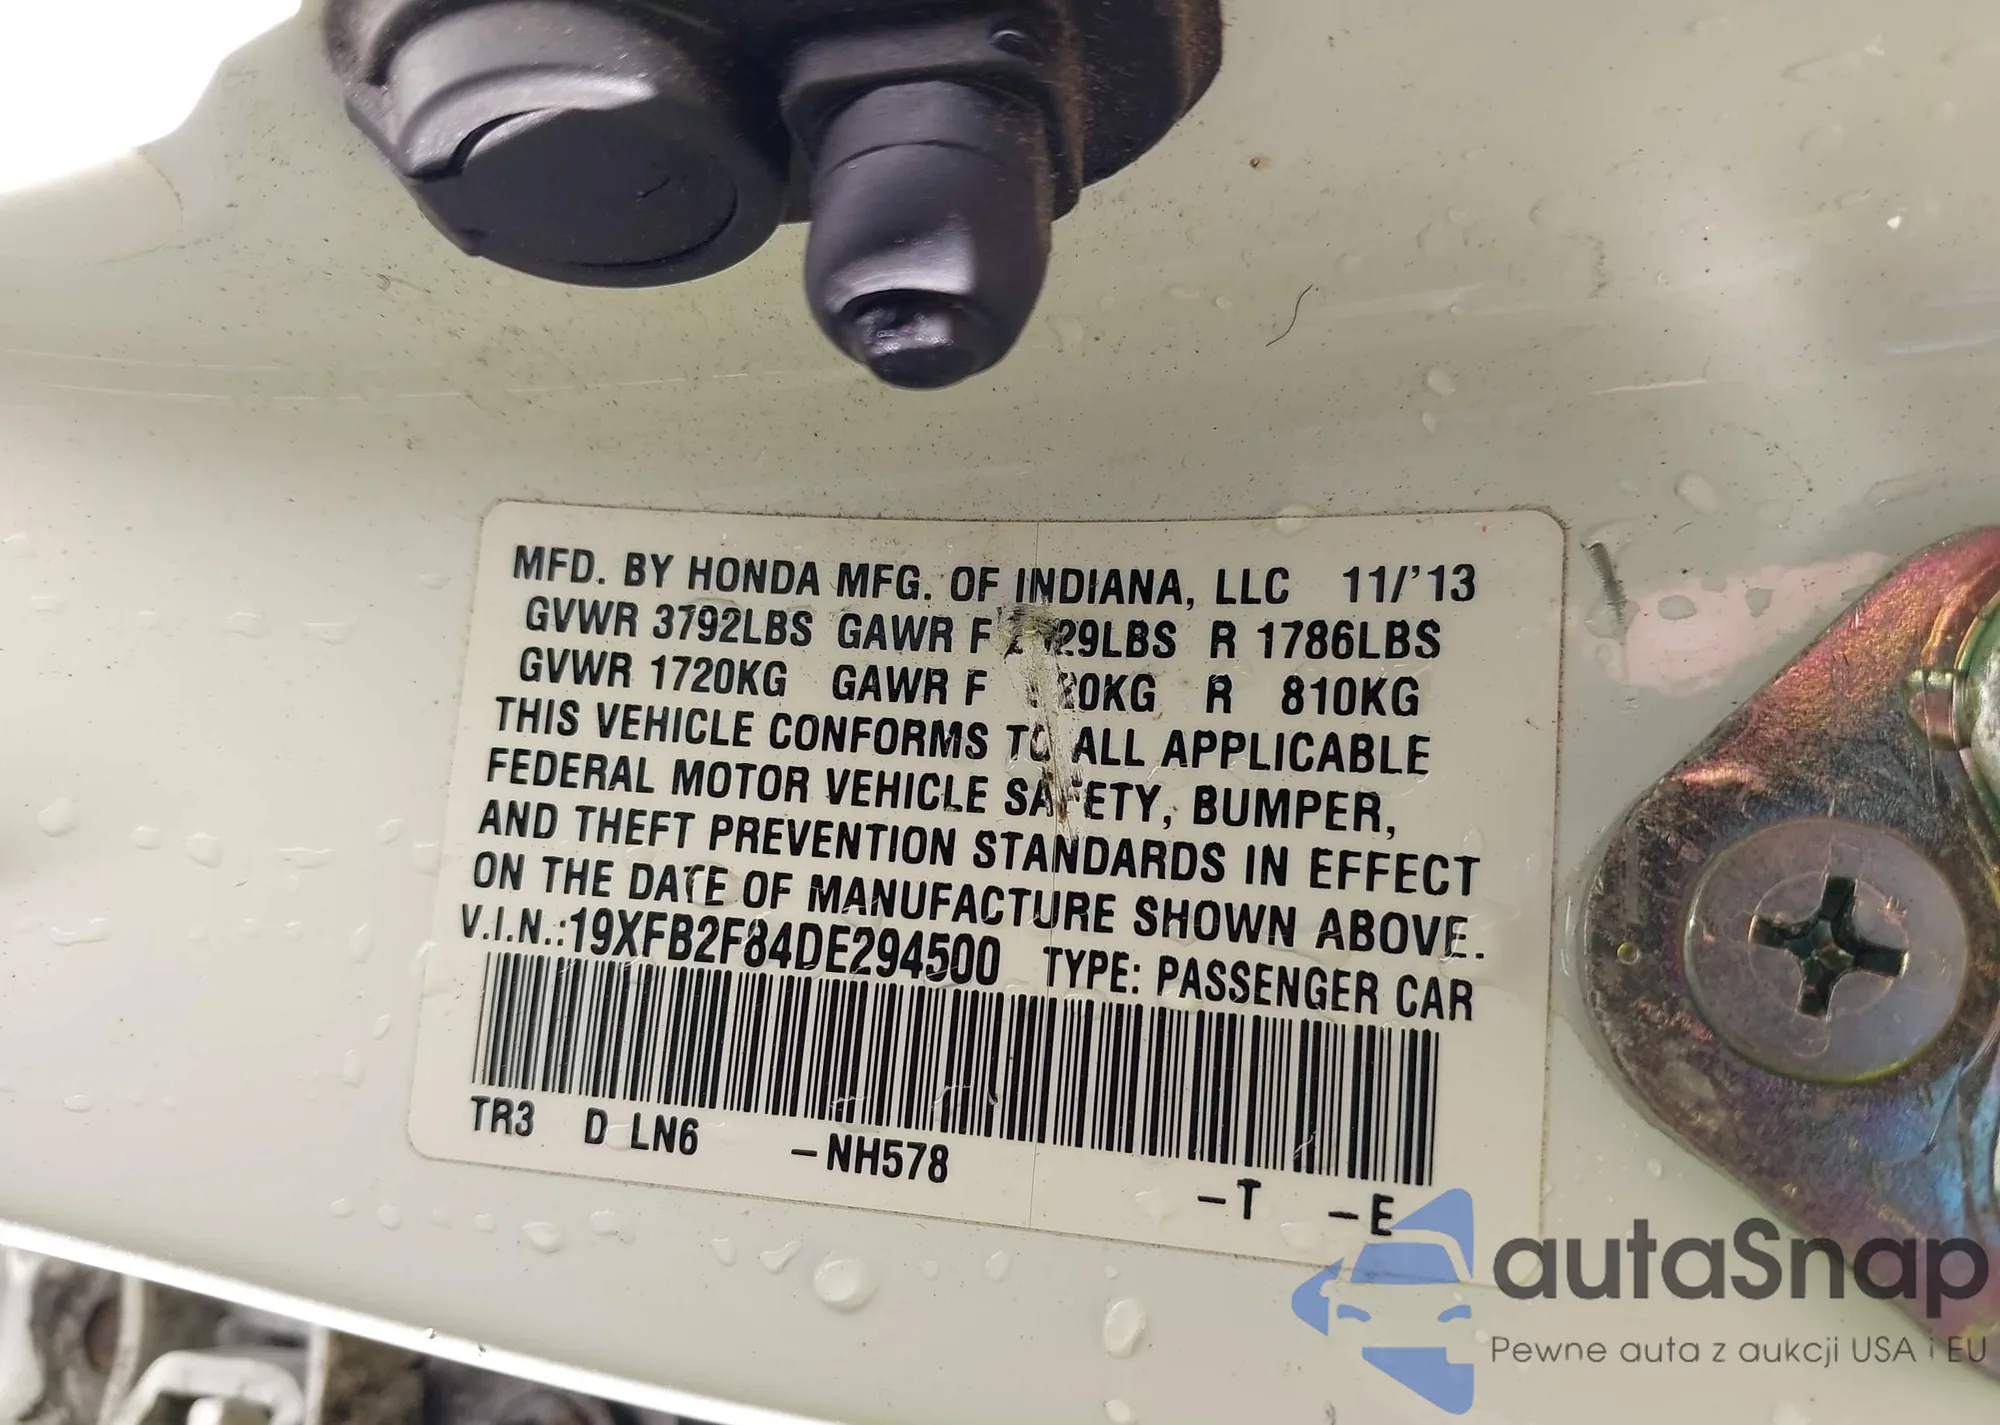 MFD. BY HONDA MFG. OF INDIANA, LLC 11/'13
GVWR 3792LBS GAWR F R 1786LBS
GVWR 1720KG GAWR F R 810KG
THIS VEHICLE CONFORMS TO ALL APPLICABLE
FEDERAL MOTOR VEHICLE SAFETY, BUMPER,
AND THEFT PREVENTION STANDARDS IN EFFECT
ON THE DATE OF MANUFACTURE SHOWN ABOVE.
V.I.N.:19XFB2F84DE294500 TYPE: PASSENGER CAR
TR3 D LN6 -NH578 -T -E
autaSnap
Pewne auta z aukcji USA i EU